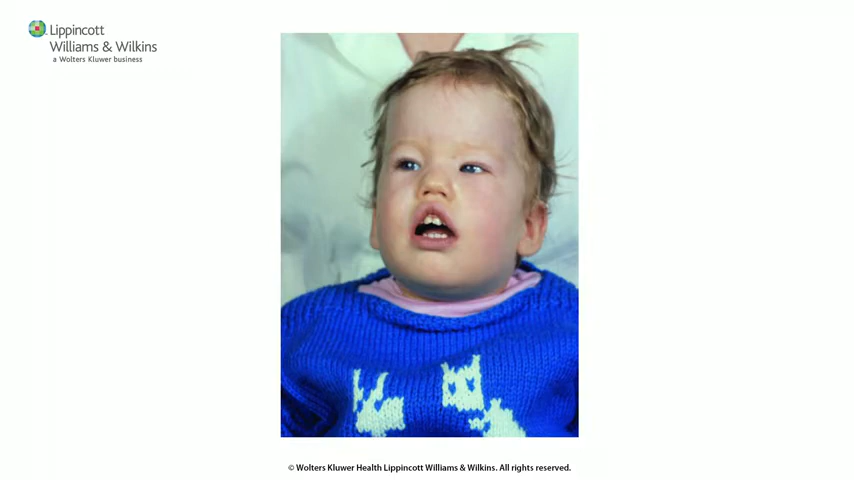 Lippincott
Williams & Wilkins
a Wolters Kluwer business
© Wolters Kluwer Health Lippincott Williams & Wilkins. All rights reserved.